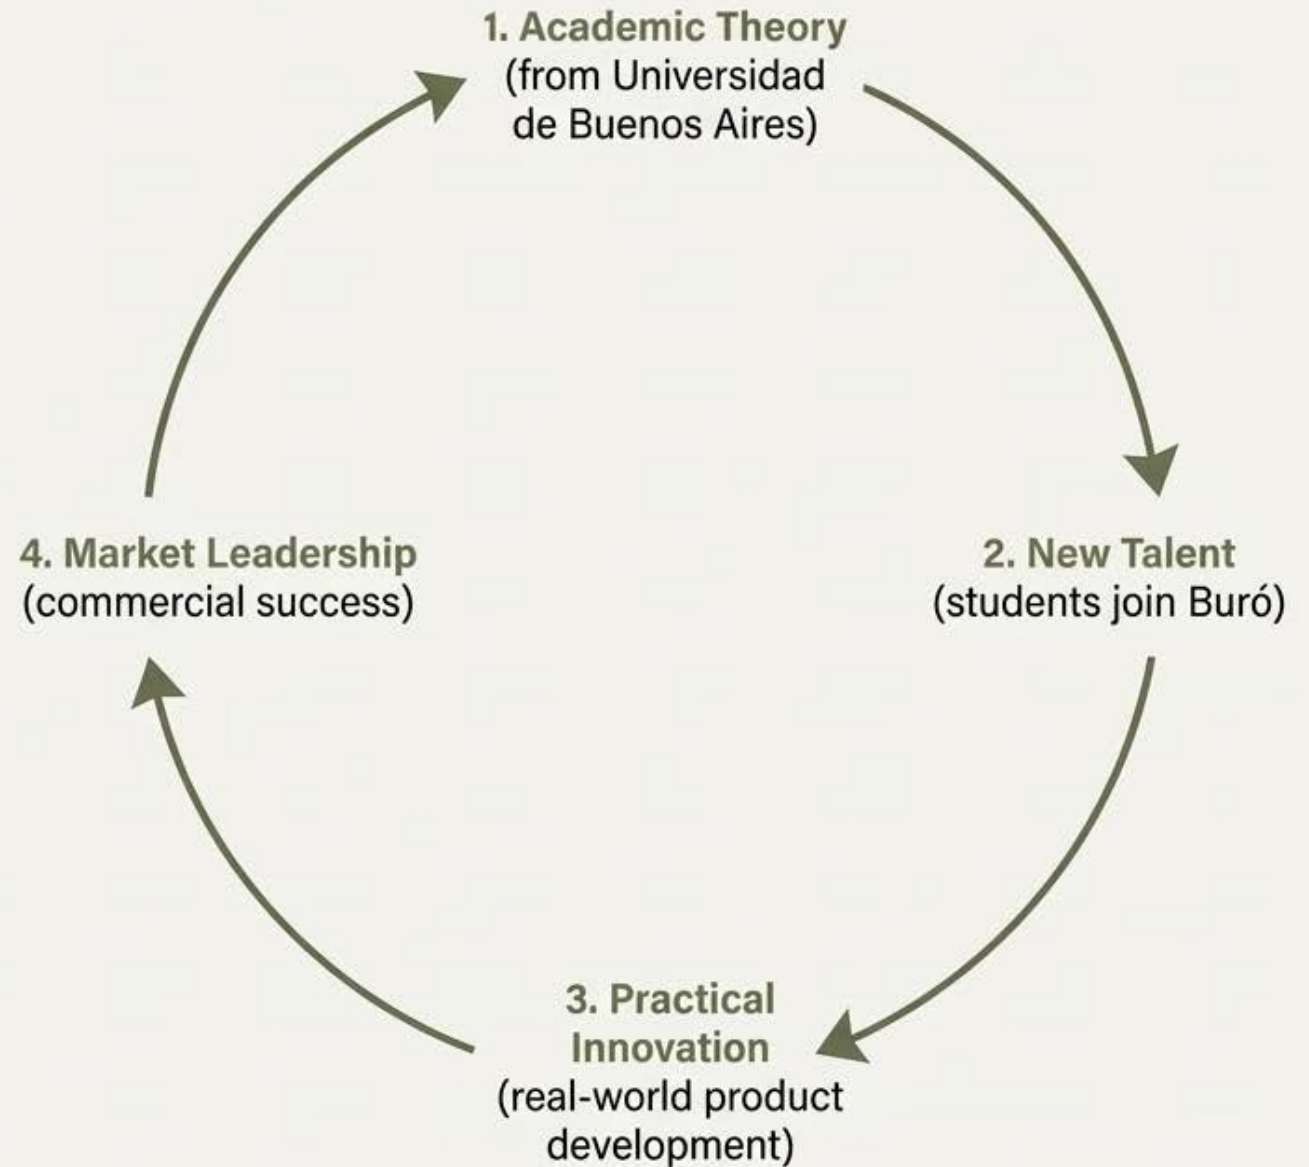 1. Academic Theory
(from Universidad
de Buenos Aires)
2. New Talent
(students join Buró)
3. Practical
Innovation
(real-world product
development)
4. Market Leadership
(commercial success)